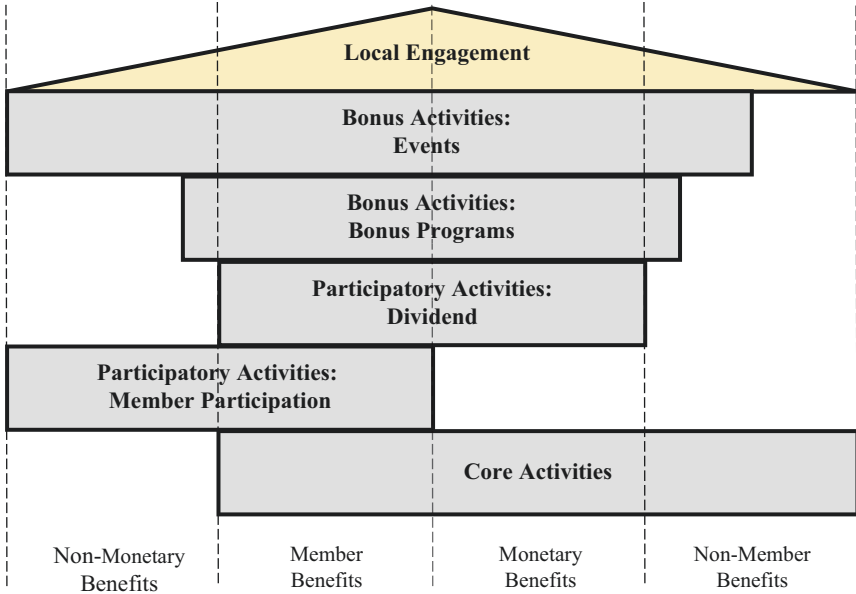 Local Engagement
Bonus Activities:
Events
Bonus Activities:
Bonus Programs
Participatory Activities:
Dividend
Participatory Activities:
Member Participation
Core Activities
Non-Monetary
Benefits
Member
Benefits
Monetary
Benefits
Non-Member
Benefits